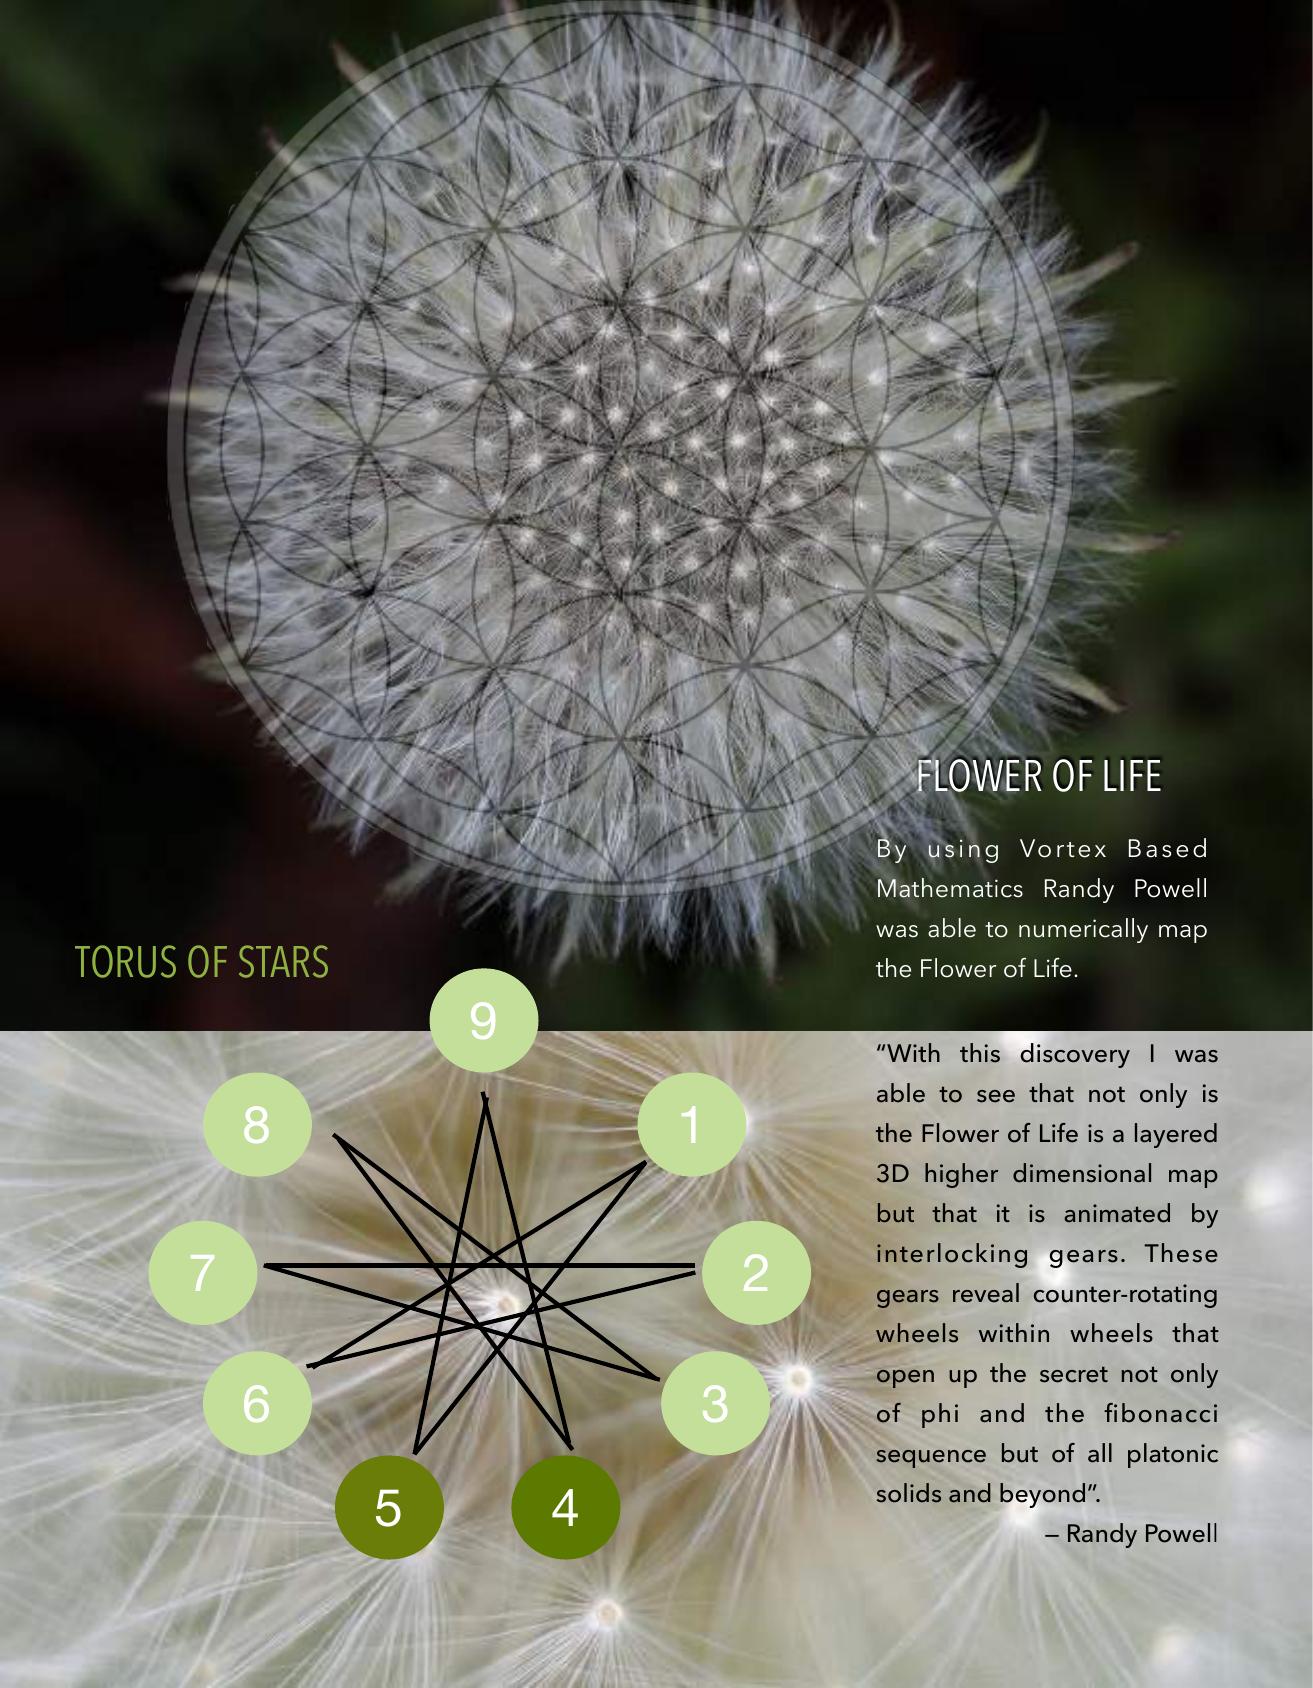 FLOWER OF LIFE
By using Vortex Based
Mathematics Randy Powell
was able to numerically map
the Flower of Life.
TORUS OF STARS
9
8
1
7
2
6
3
5
4
“With this discovery I was
able to see that not only is
the Flower of Life is a layered
3D higher dimensional map
but that it is animated by
interlocking gears. These
gears reveal counter-rotating
wheels within wheels that
open up the secret not only
of phi and the fibonacci
sequence but of all platonic
solids and beyond”.
– Randy Powell